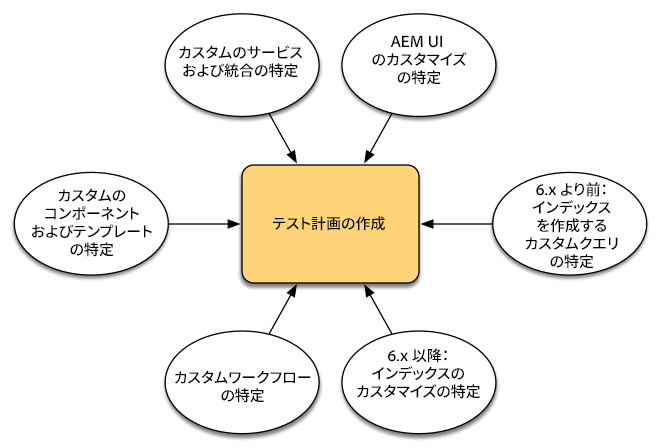 カスタムのサービス
および統合の特定
AEM UI
のカスタマイズ
の特定
カスタムの
コンポーネント
およびテンプレート
の特定
テスト計画の作成
6.x より前：
インデックス
を作成する
カスタムクエリ
の特定
カスタムワークフロー
の特定
6.x 以降：
インデックスの
カスタマイズの特定